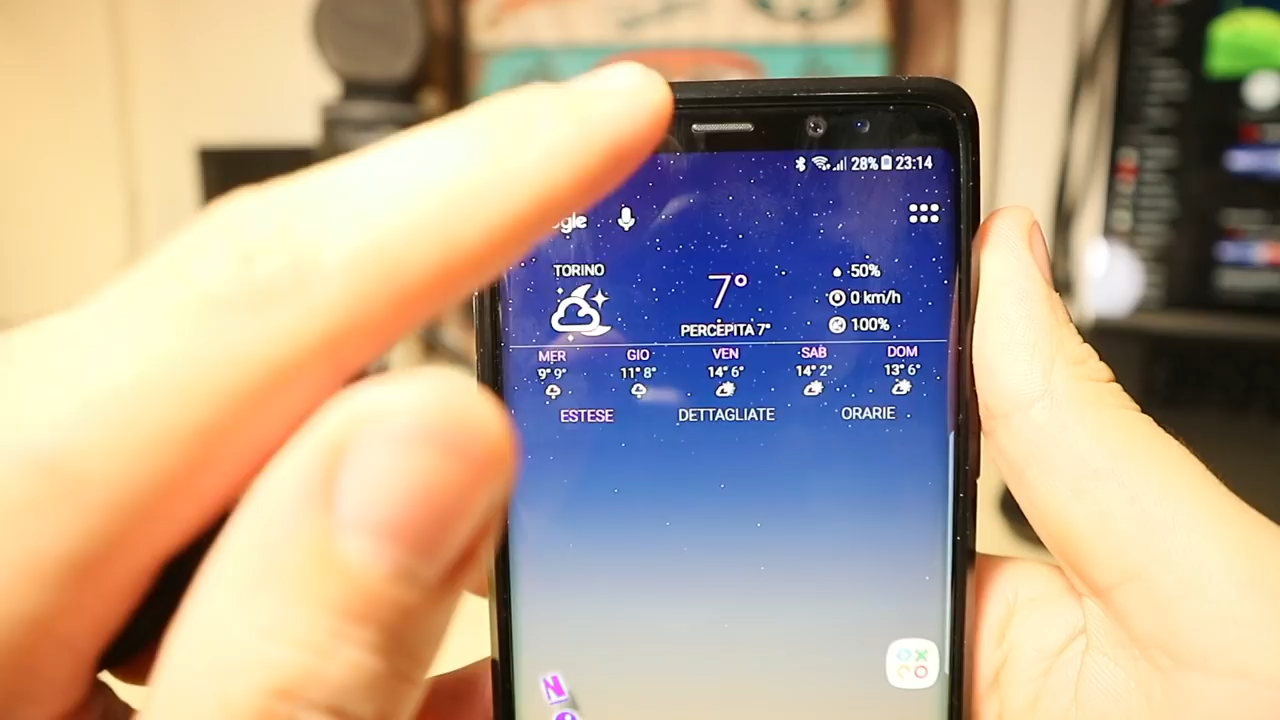 28% 23:14
gle
TORINO
7°
PERCEPITA 7°
50%
0 km/h
100%
MER GIO VEN SAB DOM
9° 9° 11° 8° 14° 6° 14° 2° 13° 6°
ESTESE DETTAGLIATE ORARIE
N